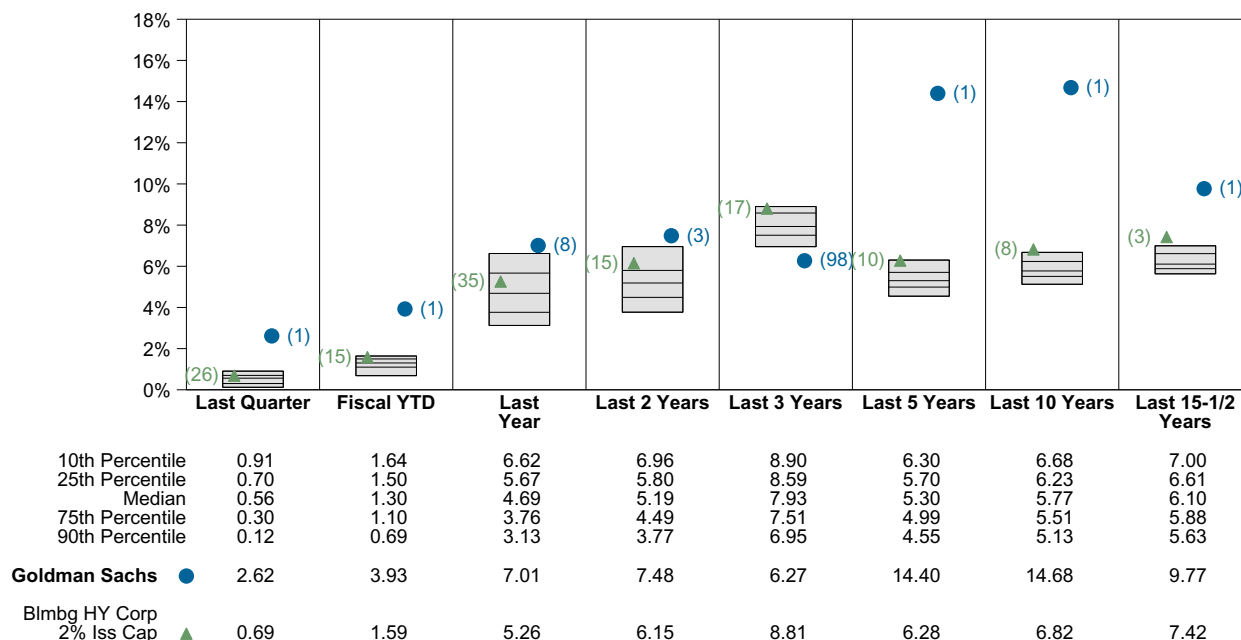 18%
16%
14%
12%
10%
8%
6%
4%
2%
0%
(26)
(1)
(15)
(1)
(35)
(8)
(15)
(3)
(17)
(98)
(10)
(1)
(8)
(1)
(3)
(1)
Last Quarter Fiscal YTD Last Year Last 2 Years Last 3 Years Last 5 Years Last 10 Years Last 15-1/2 Years
10th Percentile 0.91 1.64 6.62 6.96 8.90 6.30 6.68 7.00
25th Percentile 0.70 1.50 5.67 5.80 8.59 5.70 6.23 6.61
Median 0.56 1.30 4.69 5.19 7.93 5.30 5.77 6.10
75th Percentile 0.30 1.10 3.76 4.49 7.51 4.99 5.51 5.88
90th Percentile 0.12 0.69 3.13 3.77 6.95 4.55 5.13 5.63
Goldman Sachs 2.62 3.93 7.01 7.48 6.27 14.40 14.68 9.77
Blmbg HY Corp
2% Iss Cap 0.69 1.59 5.26 6.15 8.81 6.28 6.82 7.42